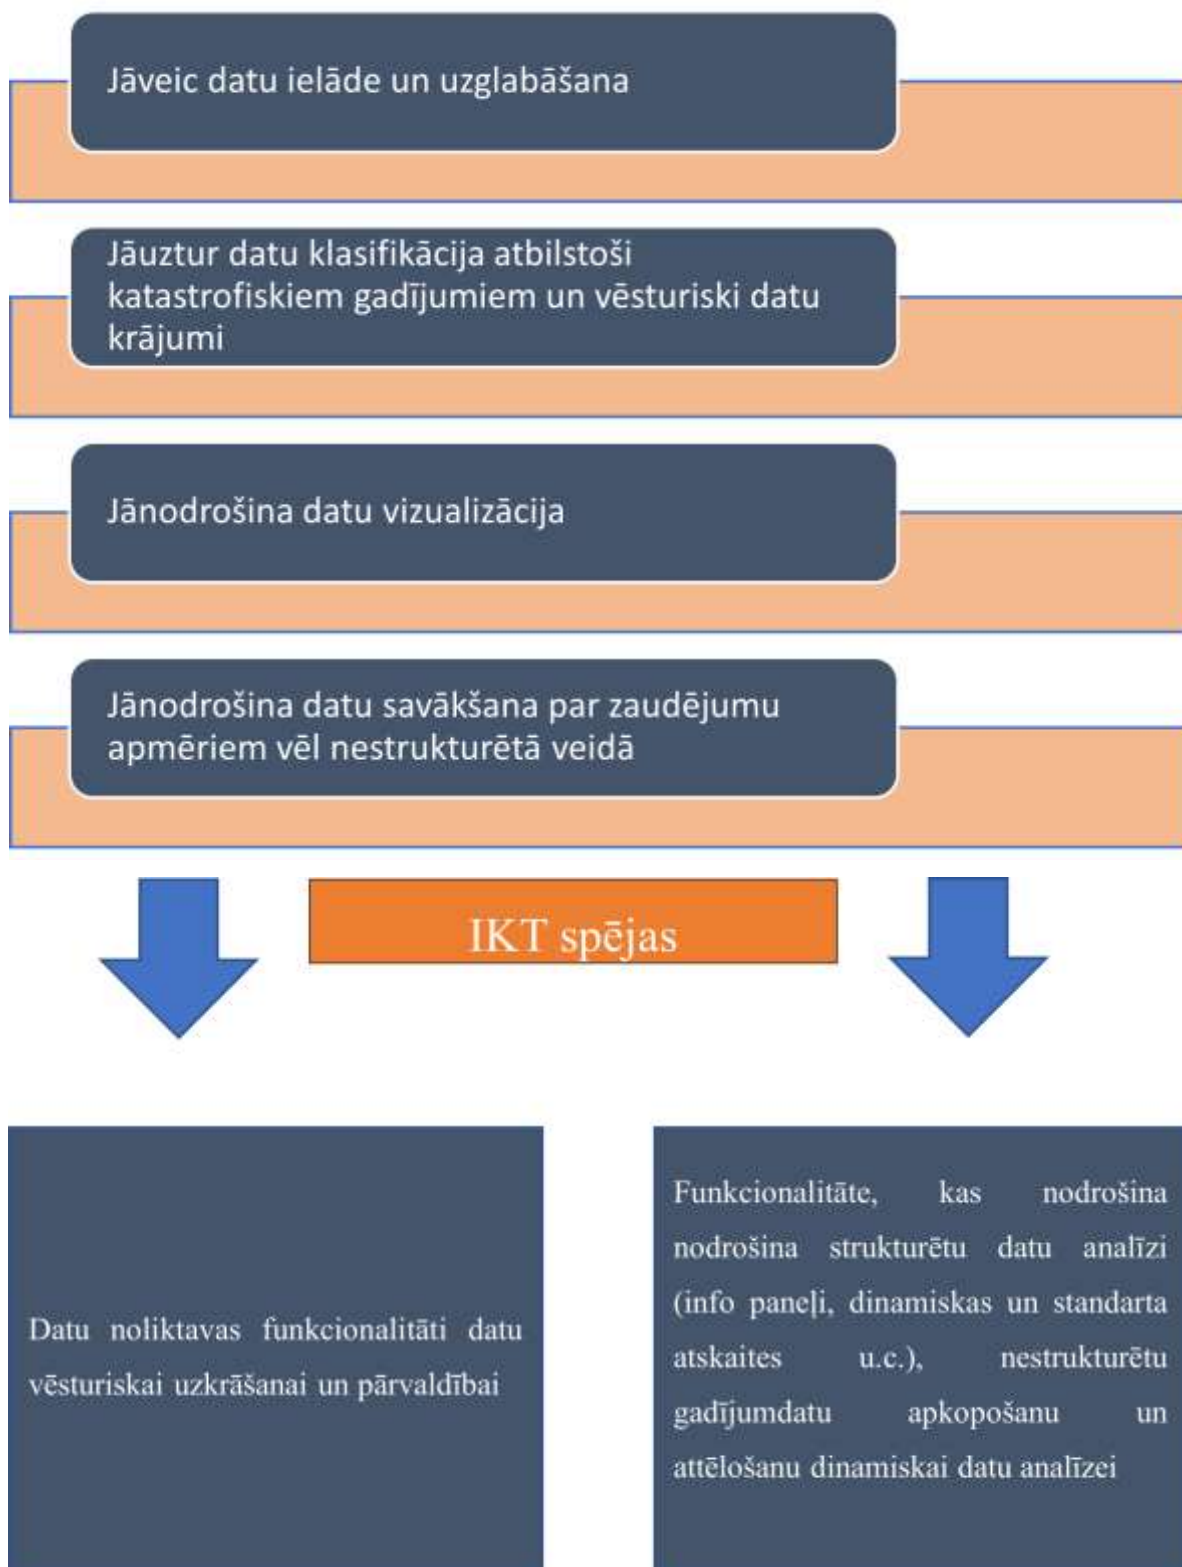 Jāveic datu ielāde un uzglabāšana
Jāuztur datu klasifikācija atbilstoši
katastrofiskiem gadījumiem un vēsturiski datu
krājumi
Jānodrošina datu vizualizācija
Jānodrošina datu savākšana par zaudējumu
apmēriem vēl nestrukturētā veidā
IKT spējas
Datu noliktavas funkcionalitāti datu
vēsturiskai uzkrāšanai un pārvaldībai
Funkcionalitāte, kas nodrošina
nodrošina strukturētu datu analīzi
(info paneļi, dinamiskas un standarta
atskaites u.c.), nestrukturētu
gadījumdatu apkopošanu un
attēlošanu dinamiskai datu analīzei